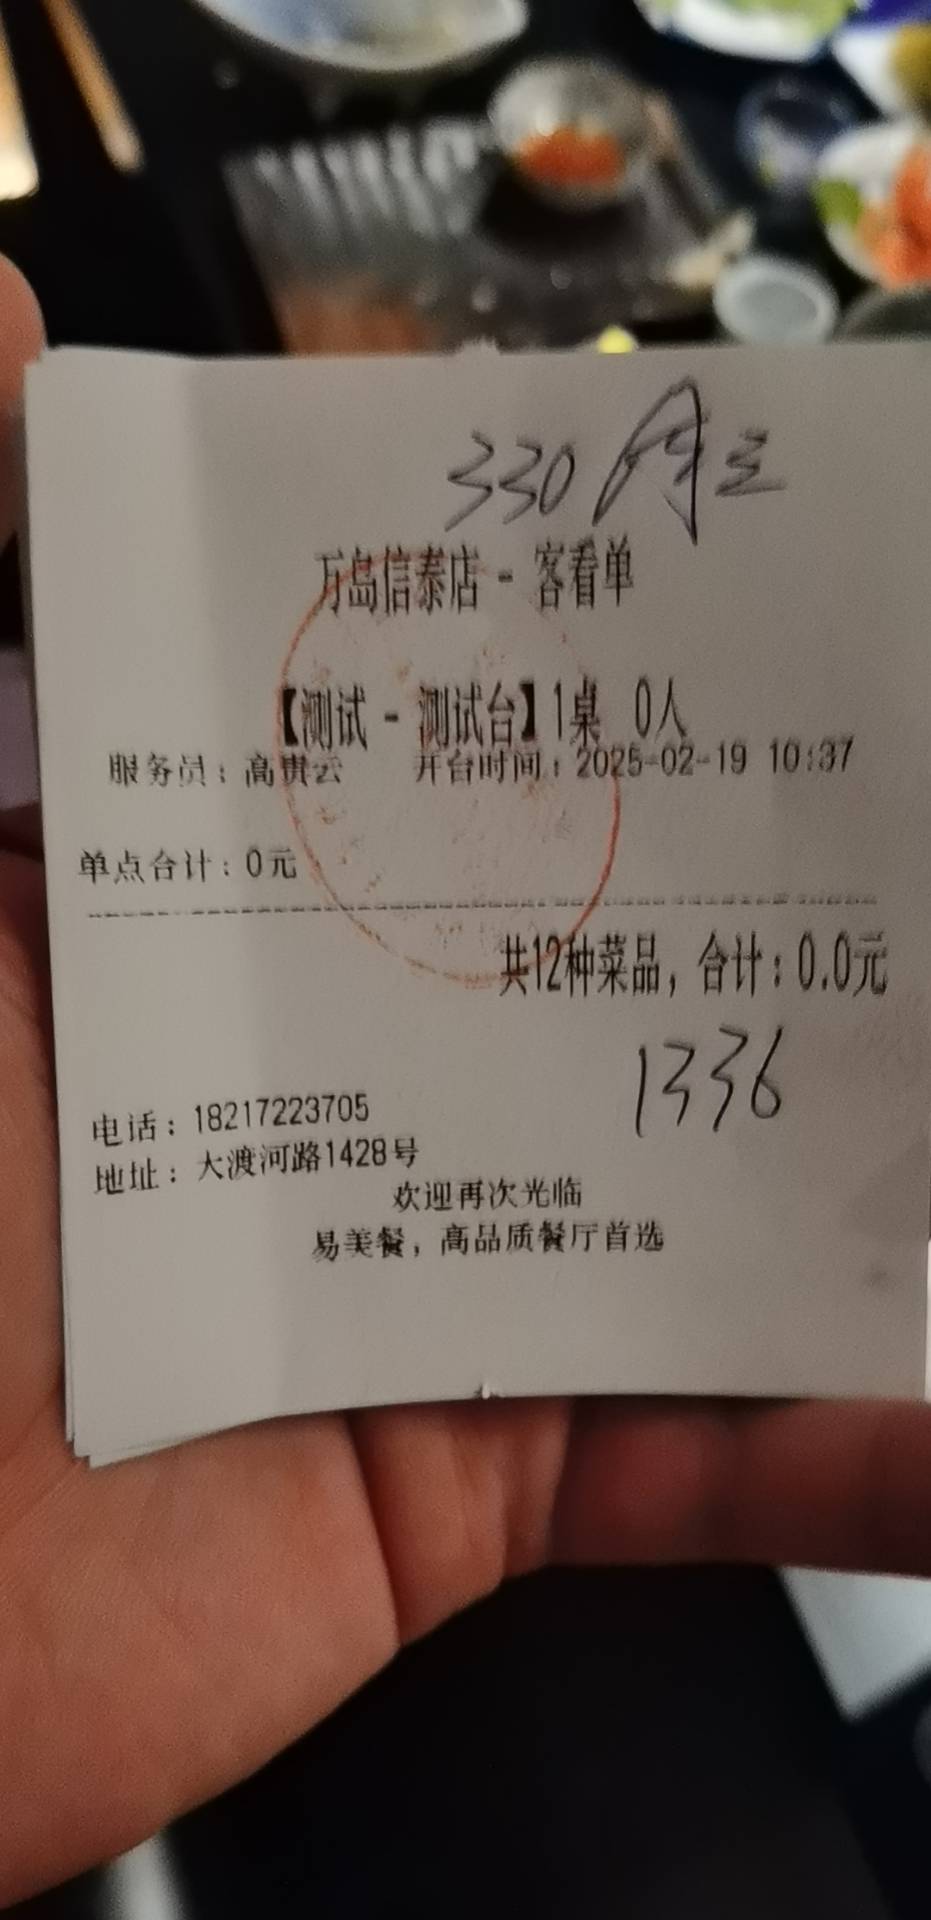 330
万岛信泰店 - 客看单
【测试 - 测试台】1桌 0人
服务员：高贵云 开台时间：2025-02-19 10:37
单点合计：0元
共12种菜品，合计：0.0元
1336
电话：18217223705
地址：大渡河路1428号
欢迎再次光临
易美餐，高品质餐厅首选